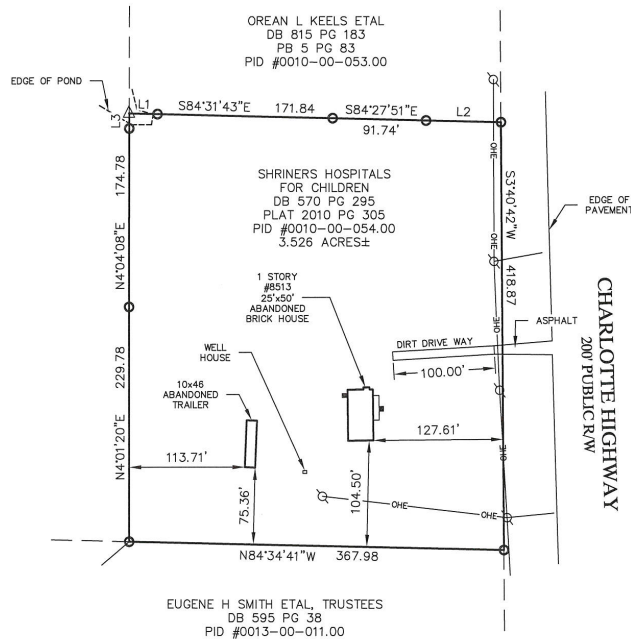 OREAN L KEELS ETAL
DB 815 PG 183
PB 5 PG 83
PID #0010-00-053.00
EDGE OF POND
L1
S84°31'43"E
171.84
S84°27'51"E
L2
91.74'
L3
174.78
N4°04'08"E
SHRINERS HOSPITALS
FOR CHILDREN
DB 570 PG 295
PLAT 2010 PG 305
PID #0010-00-054.00
3.526 ACRES±
OHE
OHE
S3°40'42"W
418.87
EDGE OF
PAVEMENT
CHARLOTTE HIGHWAY
200' PUBLIC R/W
1 STORY
#8513
25'x50'
ABANDONED
BRICK HOUSE
OHE
ASPHALT
DIRT DRIVE WAY
100.00'
WELL
HOUSE
10x46
ABANDONED
TRAILER
229.78
N4°01'20"E
113.71'
127.61'
OHE
75.36'
104.50'
OHE
OHE
N84°34'41"W
367.98
EUGENE H SMITH ETAL, TRUSTEES
DB 595 PG 38
PID #0013-00-011.00